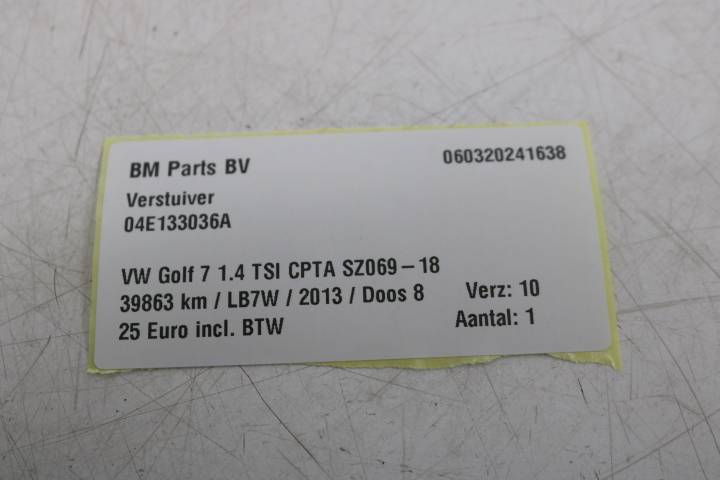 BM Parts BV 060320241638
Verstuiver
04E133036A
VW Golf 7 1.4 TSI CPTA SZ069-18
39863 km / LB7W / 2013 / Doos 8 Verz: 10
25 Euro incl. BTW Aantal: 1